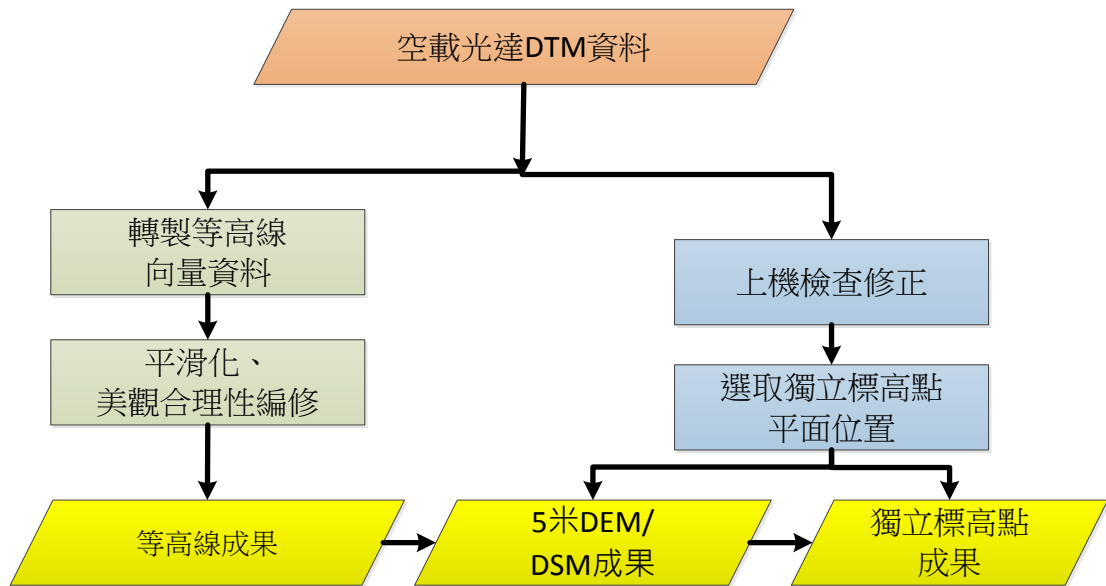 空載光達DTM資料
轉製等高線
向量資料
平滑化、
美觀合理性編修
上機檢查修正
選取獨立標高點
平面位置
等高線成果
5米DEM/
DSM成果
獨立標高點
成果